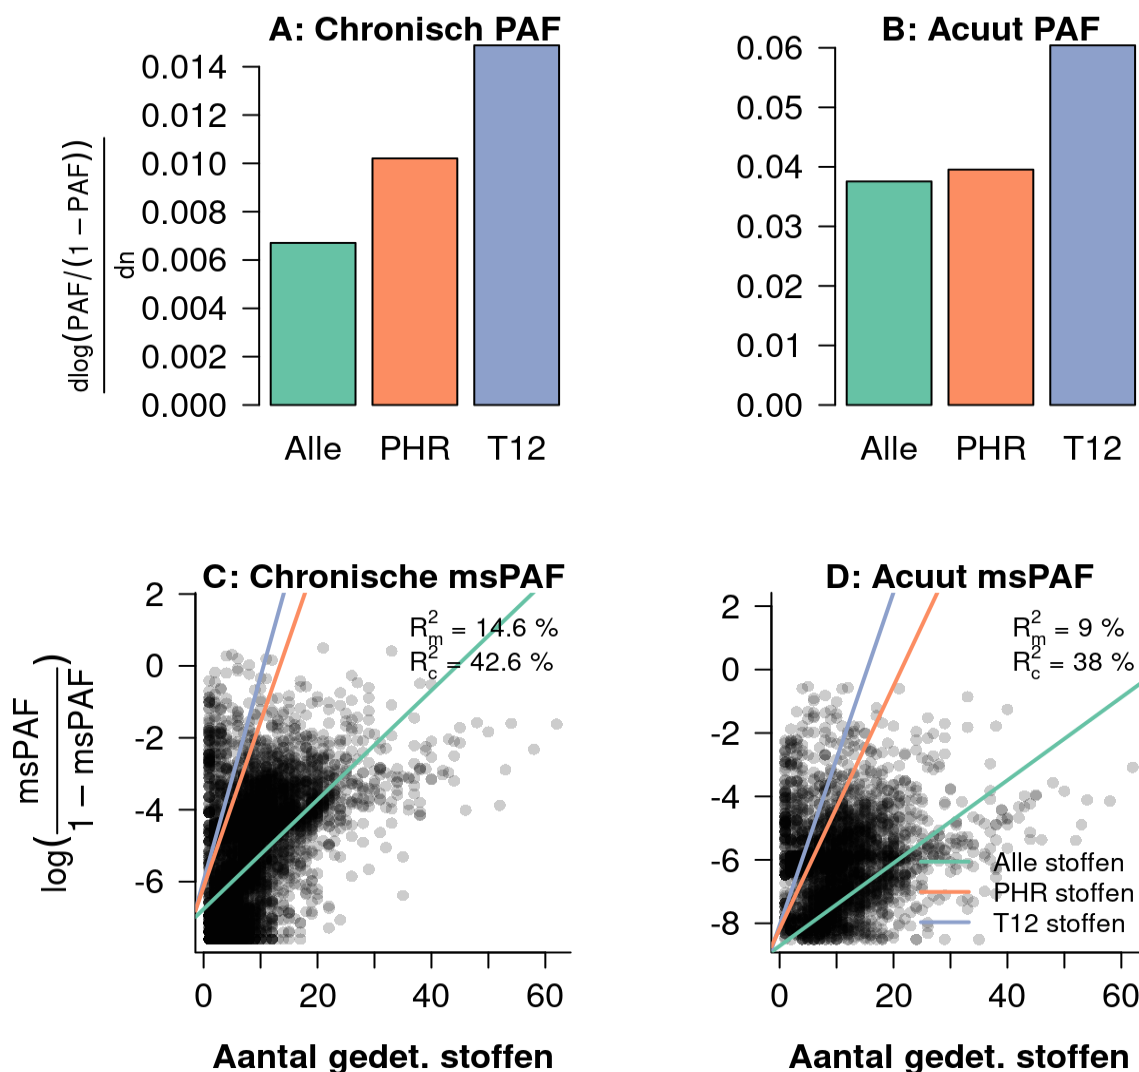 A: Chronisch PAF
dlog(PAF/(1 − PAF))
dn
0.014
0.012
0.010
0.008
0.006
0.004
0.002
0.000
Alle PHR T12
B: Acuut PAF
0.06
0.05
0.04
0.03
0.02
0.01
0.00
Alle PHR T12
C: Chronische msPAF
log(msPAF
1 − msPAF)
2
0
-2
-4
-6
R²m = 14.6 %
R²c = 42.6 %
0 20 40 60
Aantal gedet. stoffen
D: Acuut msPAF
2
0
-2
-4
-6
-8
R²m = 9 %
R²c = 38 %
Alle stoffen
PHR stoffen
T12 stoffen
0 20 40 60
Aantal gedet. stoffen